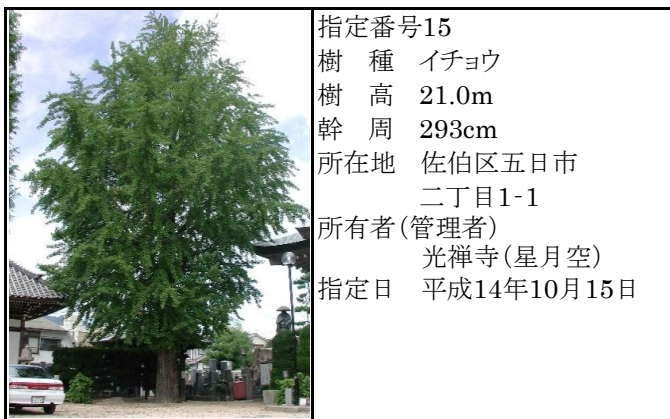 指定番号15
樹　種　イチョウ
樹　高　21.0m
幹　周　293cm
所在地　佐伯区五日市
二丁目1-1
所有者(管理者)
光禅寺(星月空)
指定日　平成14年10月15日